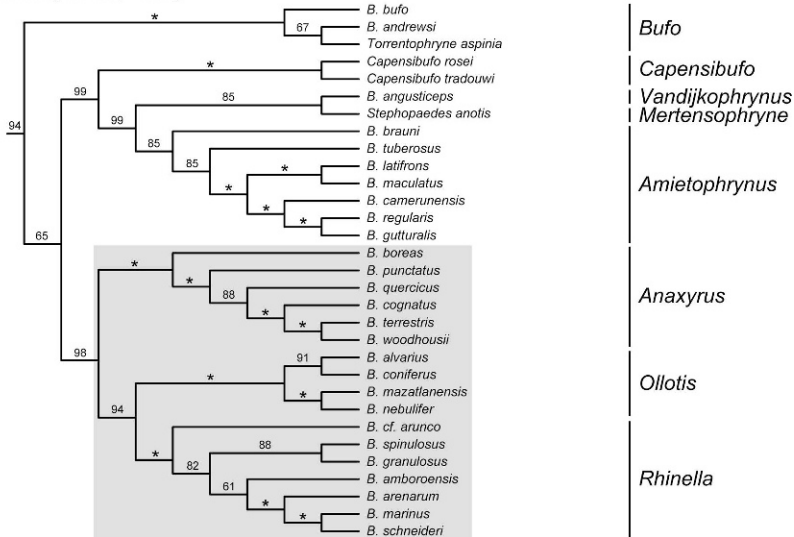 *
B. bufo
67
B. andrewsi
Torrentophryne aspinia
Bufo
*
Capensibufo rosei
Capensibufo tradouwi
Capensibufo
99
85
B. angusticeps
Stephopaedes anotis
Vandijkophrynus
Mertensophryne
94
99
B. brauni
85
B. tuberosus
85
*
B. latifrons
B. maculatus
*
B. camerunensis
*
B. regularis
*
B. gutturalis
Amietophrynus
65
B. boreas
*
B. punctatus
*
B. quercicus
88
B. cognatus
*
B. terrestris
*
B. woodhousii
Anaxyrus
98
91
B. alvarius
B. coniferus
*
B. mazatlanensis
*
B. nebulifer
Ollotis
94
B. cf. arunco
*
88
B. spinulosus
B. granulosus
82
B. amboroensis
61
B. arenarum
*
B. marinus
*
B. schneideri
Rhinella